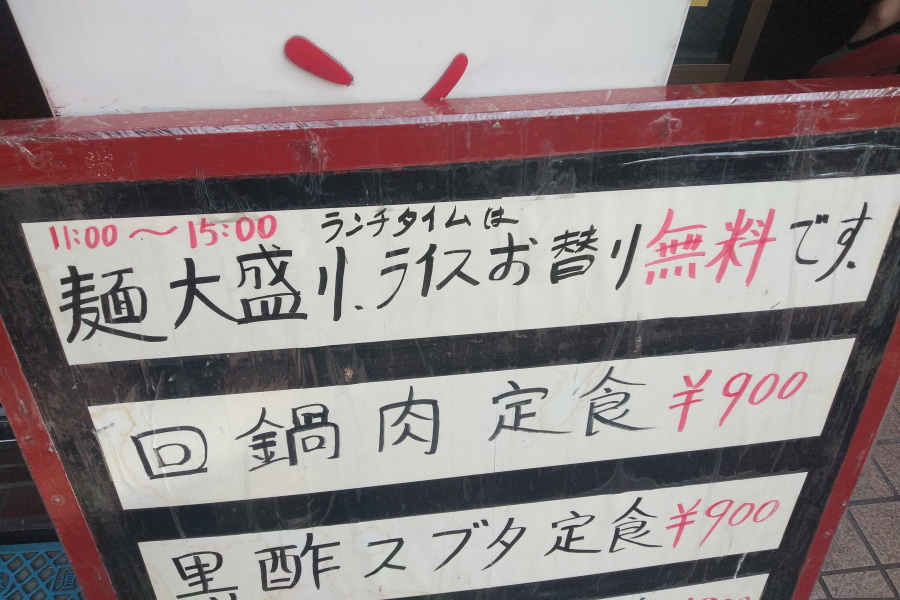 11:00～15:00 ランチタイムは
麺大盛り、ライスお替り無料です。
回鍋肉定食 ¥900
黒酢スブタ定食 ¥900